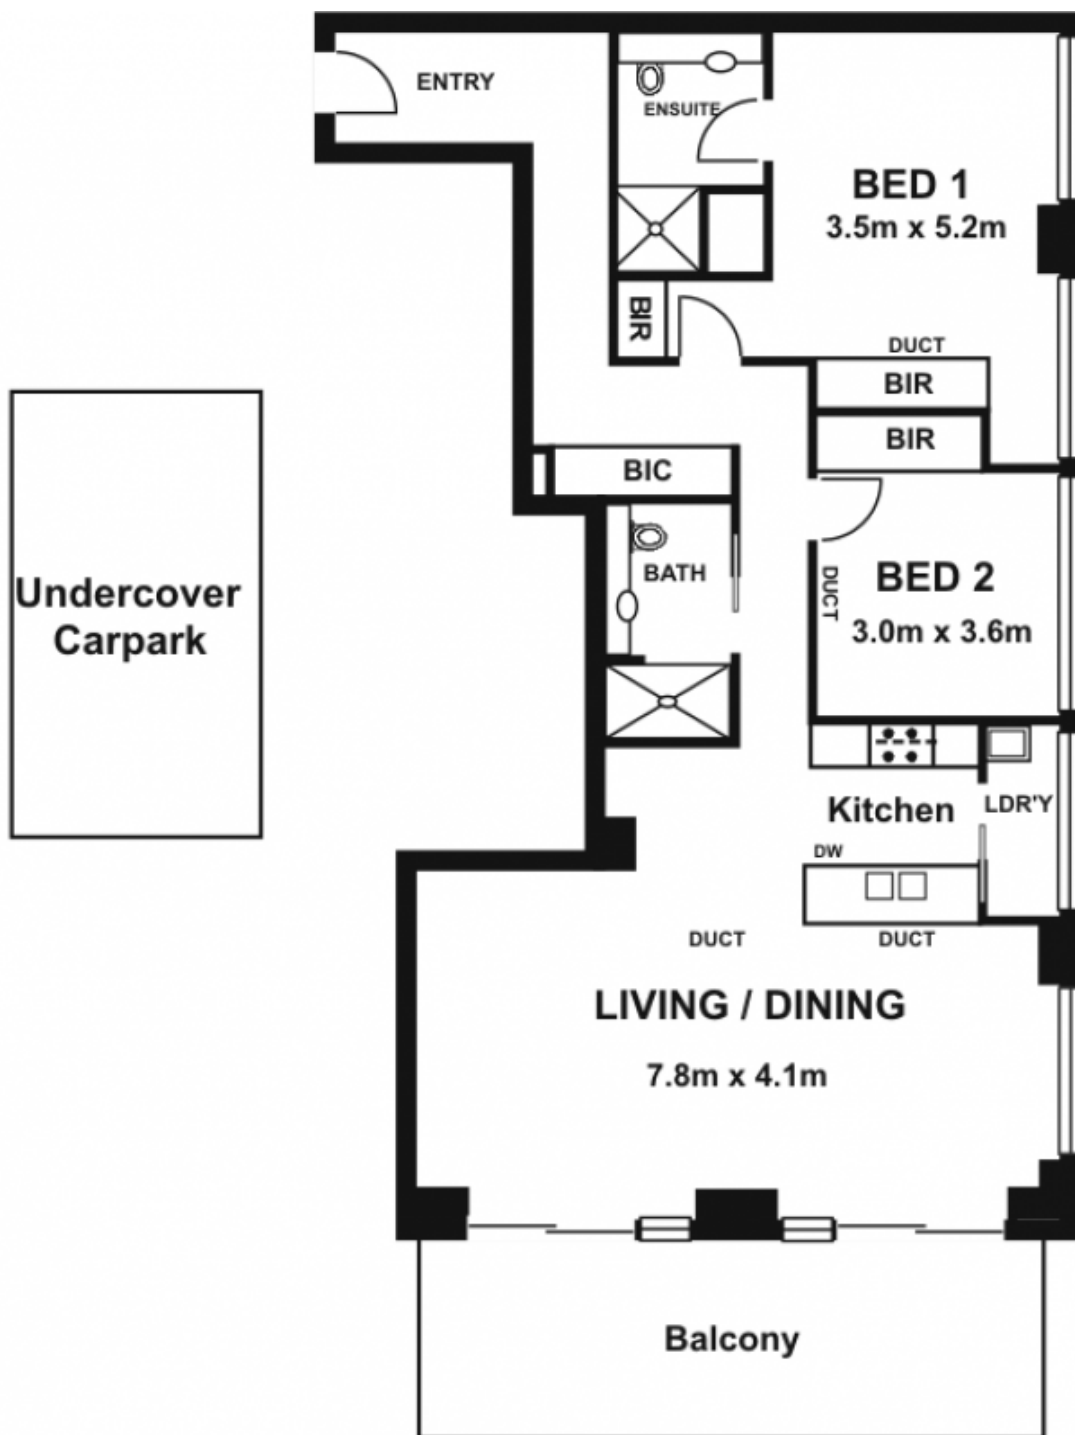 ENTRY
ENSUITE
BED 1
3.5m x 5.2m
BIR
DUCT
BIR
BIR
BIC
BATH
DUCT
BED 2
3.0m x 3.6m
Undercover
Carpark
Kitchen
LDR'Y
DW
DUCT
DUCT
LIVING / DINING
7.8m x 4.1m
Balcony